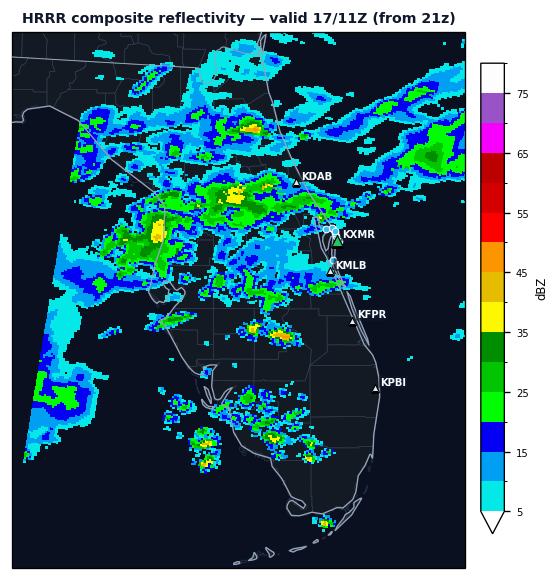 HRRR composite reflectivity — valid 17/11Z (from 21z)
KDAB
KXMR
KMLB
KFPR
KPBI
75
65
55
45
35
25
15
5
dBZ